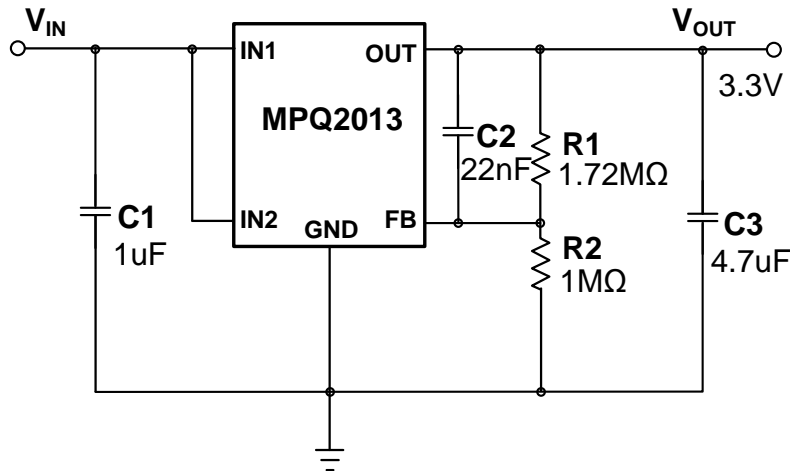 VIN
VOUT
IN1
OUT
3.3V
MPQ2013
C2
22nF
R1
1.72MΩ
IN2
GND
FB
C1
1uF
R2
1MΩ
C3
4.7uF